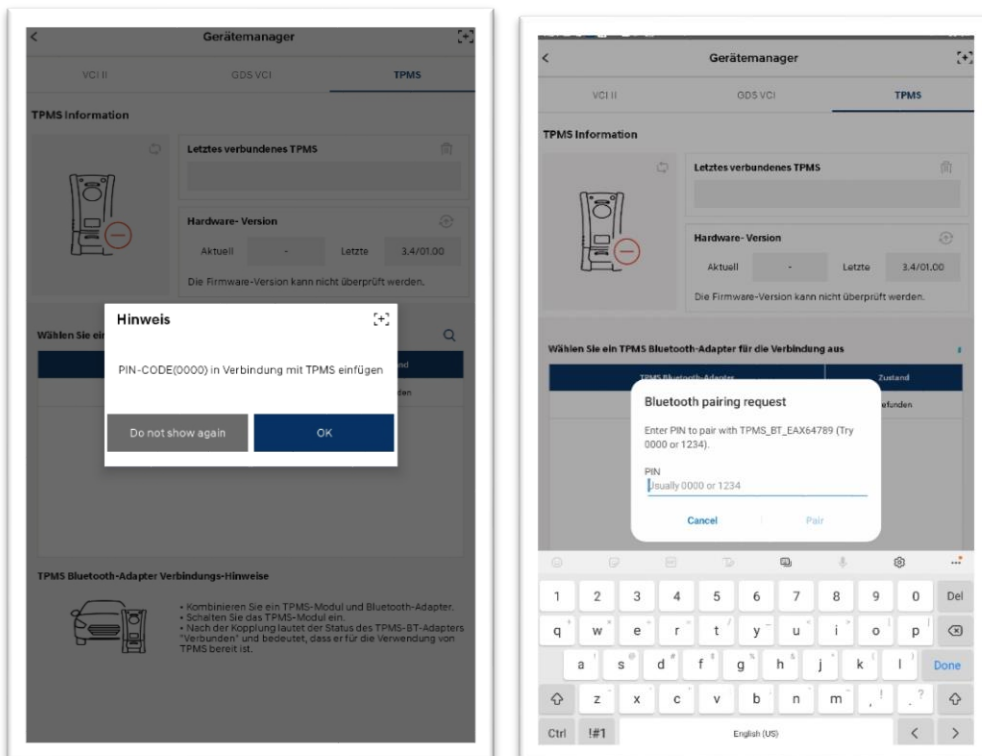 Gerätemanager
VCI II
GDS VCI
TPMS
TPMS Information
Letztes verbundenes TPMS
Hardware- Version
Aktuell - Letzte 3.4/01.00
Die Firmware-Version kann nicht überprüft werden.
Wählen Sie ein
Hinweis
PIN-CODE(0000) in Verbindung mit TPMS einfügen
Do not show again
OK
TPMS Bluetooth-Adapter Verbindungs-Hinweise
• Kombinieren Sie ein TPMS-Modul und Bluetooth-Adapter.
• Schalten Sie das TPMS-Modul ein.
• Nach der Kopplung lautet der Status des TPMS-BT-Adapters
"Verbunden" und bedeutet, dass er für die Verwendung von
TPMS bereit ist.
Gerätemanager
VCI II
GDS VCI
TPMS
TPMS Information
Letztes verbundenes TPMS
Hardware- Version
Aktuell - Letzte 3.4/01.00
Die Firmware-Version kann nicht überprüft werden.
Wählen Sie ein TPMS Bluetooth-Adapter für die Verbindung aus
TPMS Bluetooth-Adapter Zustand
Bluetooth pairing request
Enter PIN to pair with TPMS_BT_EAX64789 (Try
0000 or 1234).
PIN
Usually 0000 or 1234
Cancel Pair
1 2 3 4 5 6 7 8 9 0 Del
q w e r t y u i o p
a s d f g h j k l Done
z x c v b n m , ! . ?
Ctrl !#1 English (US) < >